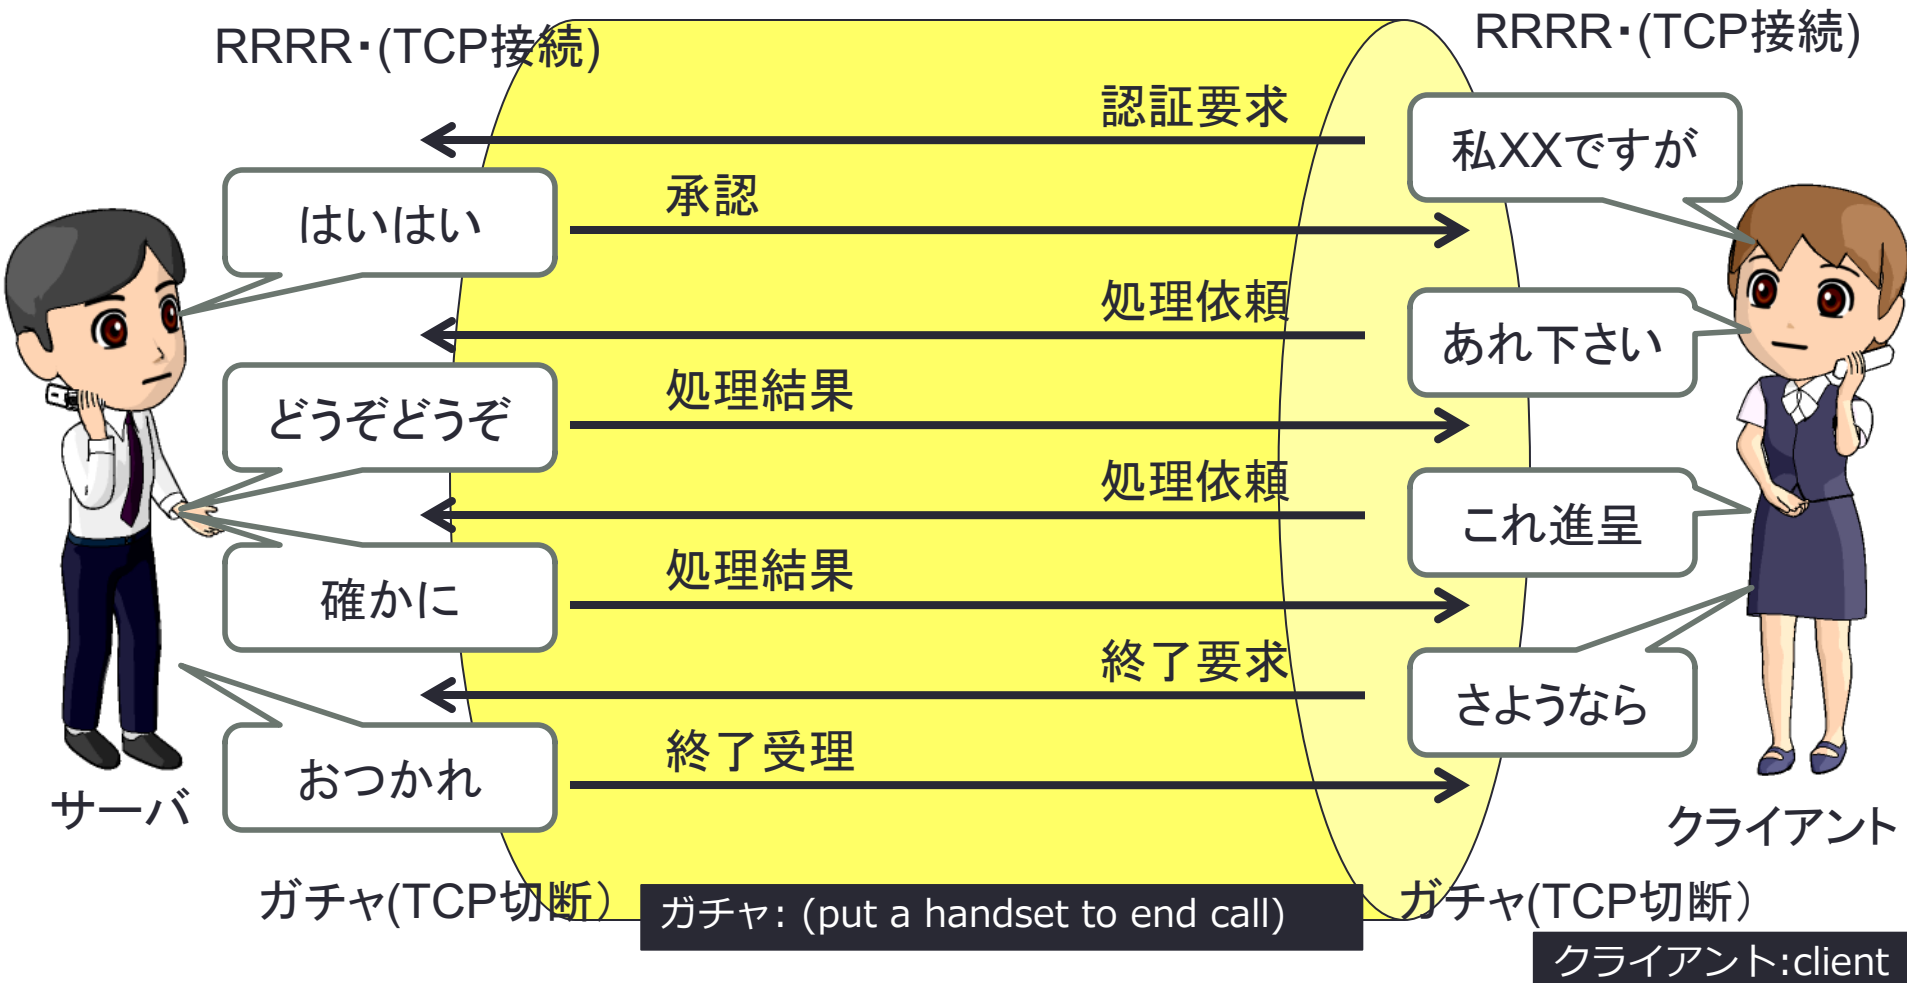 RRRR・(TCP接続)
RRRR・(TCP接続)
認証要求
私XXですが
承認
はいはい
処理依頼
あれ下さい
処理結果
どうぞどうぞ
処理依頼
これ進呈
処理結果
確かに
終了要求
さようなら
終了受理
おつかれ
サーバ
クライアント
ガチャ(TCP切断）
ガチャ: (put a handset to end call)
ガチャ(TCP切断）
クライアント:client